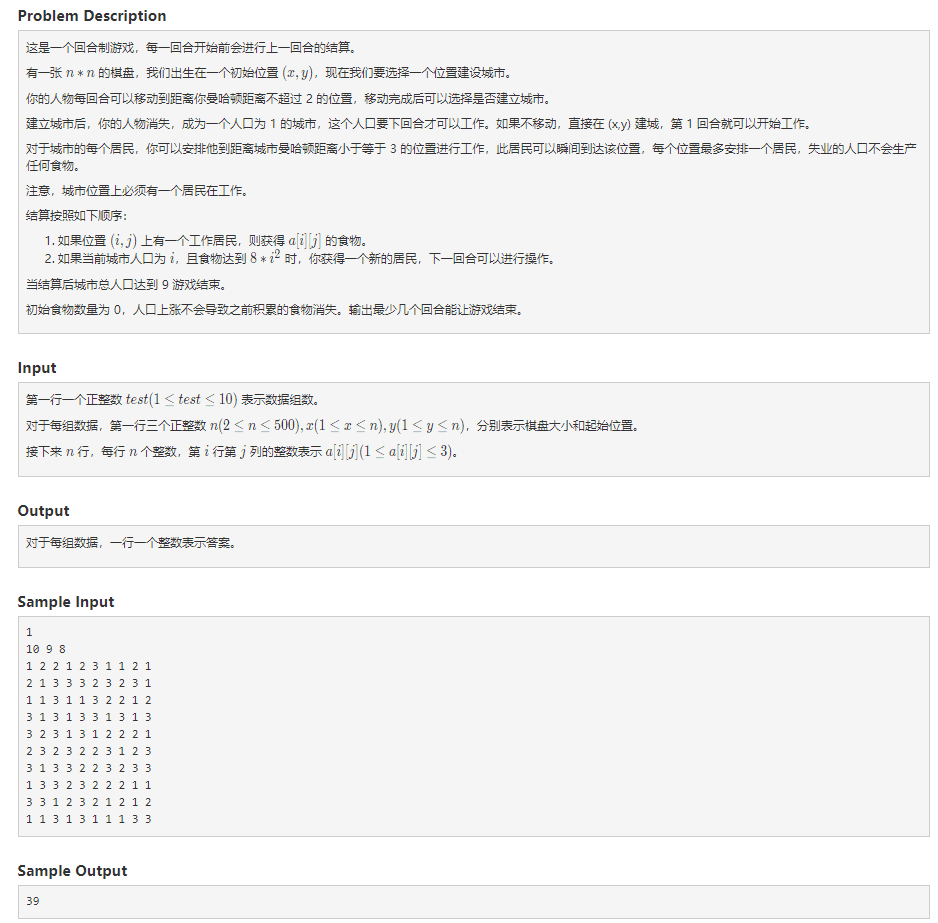 Problem Description
这是一个回合制游戏，每一回合开始前会进行上一回合的结算。
有一张 n * n 的棋盘，我们出生在一个初始位置 (x, y)，现在我们要选择一个位置建设城市。
你的人物每回合可以移动到距离你曼哈顿距离不超过 2 的位置，移动完成后可以选择是否建立城市。
建立城市后，你的人物消失，成为一个人口为 1 的城市，这个人口要下回合才可以工作。如果不移动，直接在 (x,y) 建城，第 1 回合就可以开始工作。
对于城市的每个居民，你可以安排他到距离城市曼哈顿距离小于等于 3 的位置进行工作，此居民可以瞬间到达该位置，每个位置最多安排一个居民，失业的人口不会生产
任何食物。
注意，城市位置上必须有一个居民在工作。
结算按照如下顺序：
1. 如果位置 (i, j) 上有一个工作居民，则获得 a[i][j] 的食物。
2. 如果当前城市人口为 i，且食物达到 8 * i² 时，你获得一个新的居民，下一回合可以进行操作。
当结算后城市总人口达到 9 游戏结束。
初始食物数量为 0，人口上涨不会导致之前积累的食物消失。输出最少几个回合能让游戏结束。
Input
第一行一个正整数 test(1 ≤ test ≤ 10) 表示数据组数。
对于每组数据，第一行三个正整数 n(2 ≤ n ≤ 500), x(1 ≤ x ≤ n), y(1 ≤ y ≤ n)，分别表示棋盘大小和起始位置。
接下来 n 行，每行 n 个整数，第 i 行第 j 列的整数表示 a[i][j](1 ≤ a[i][j] ≤ 3)。
Output
对于每组数据，一行一个整数表示答案。
Sample Input
1
10 9 8
1 2 2 1 2 3 1 1 2 1
2 1 3 3 3 2 3 2 3 1
1 1 3 1 1 3 2 2 1 2
3 1 3 1 3 3 1 3 1 3
3 2 3 1 3 1 2 2 2 1
2 3 2 3 2 2 3 1 2 3
3 1 3 3 2 2 3 2 3 3
1 3 3 2 3 2 2 2 1 1
3 3 1 2 3 2 1 2 1 2
1 1 3 1 3 1 1 1 3 3
Sample Output
39